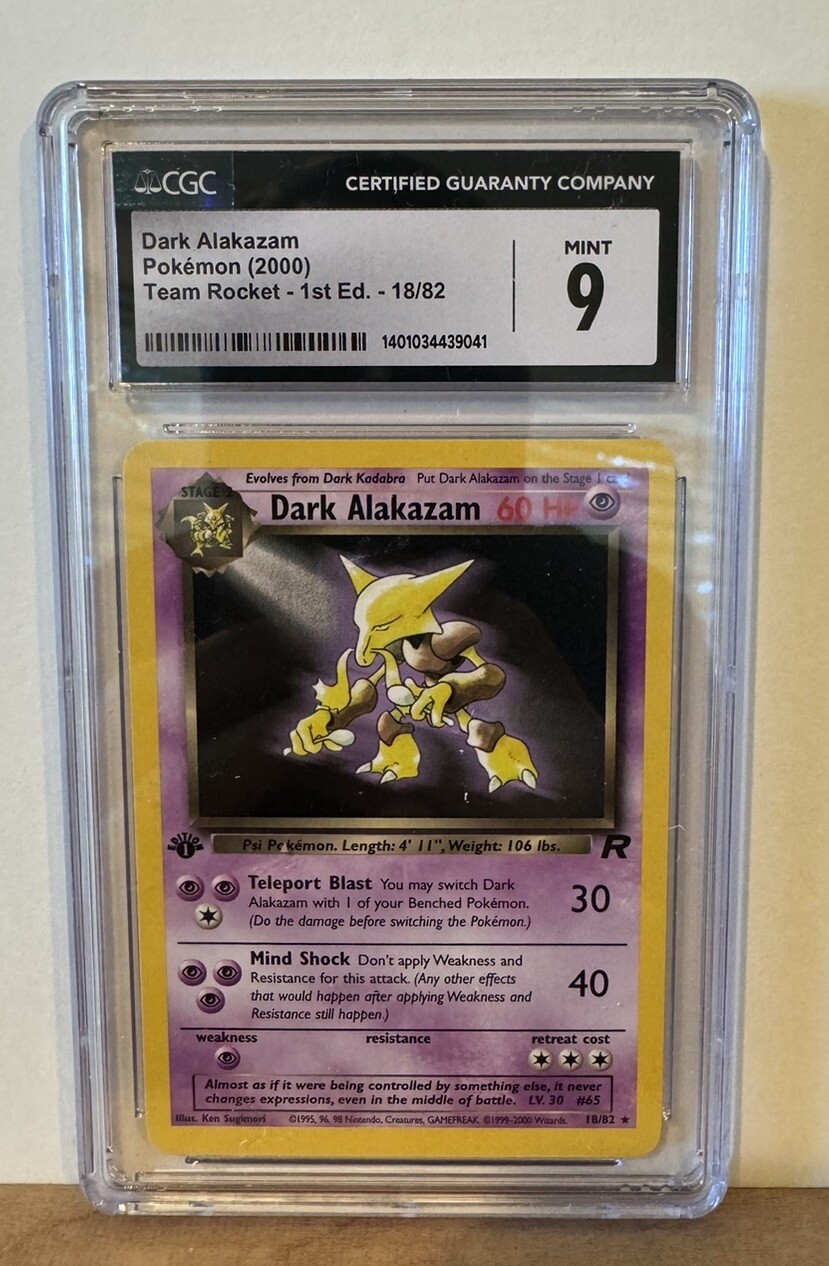 CGC CERTIFIED GUARANTY COMPANY
Dark Alakazam
Pokémon (2000)
Team Rocket - 1st Ed. - 18/82
MINT
9
1401034439041
Evolves from Dark Kadabra Put Dark Alakazam on the Stage 1 card
STAGE 2
Dark Alakazam 60 HP
EDITION
1
Psi Pokémon. Length: 4' 11", Weight: 106 lbs.
R
Teleport Blast You may switch Dark
Alakazam with 1 of your Benched Pokémon.
(Do the damage before switching the Pokémon.)
30
Mind Shock Don't apply Weakness and
Resistance for this attack. (Any other effects
that would happen after applying Weakness and
Resistance still happen.)
40
weakness resistance retreat cost
Almost as if it were being controlled by something else, it never
changes expressions, even in the middle of battle. LV. 30 #65
Illus. Ken Sugimori ©1995, 96, 98 Nintendo, Creatures, GAMEFREAK. ©1999-2000 Wizards. 18/82